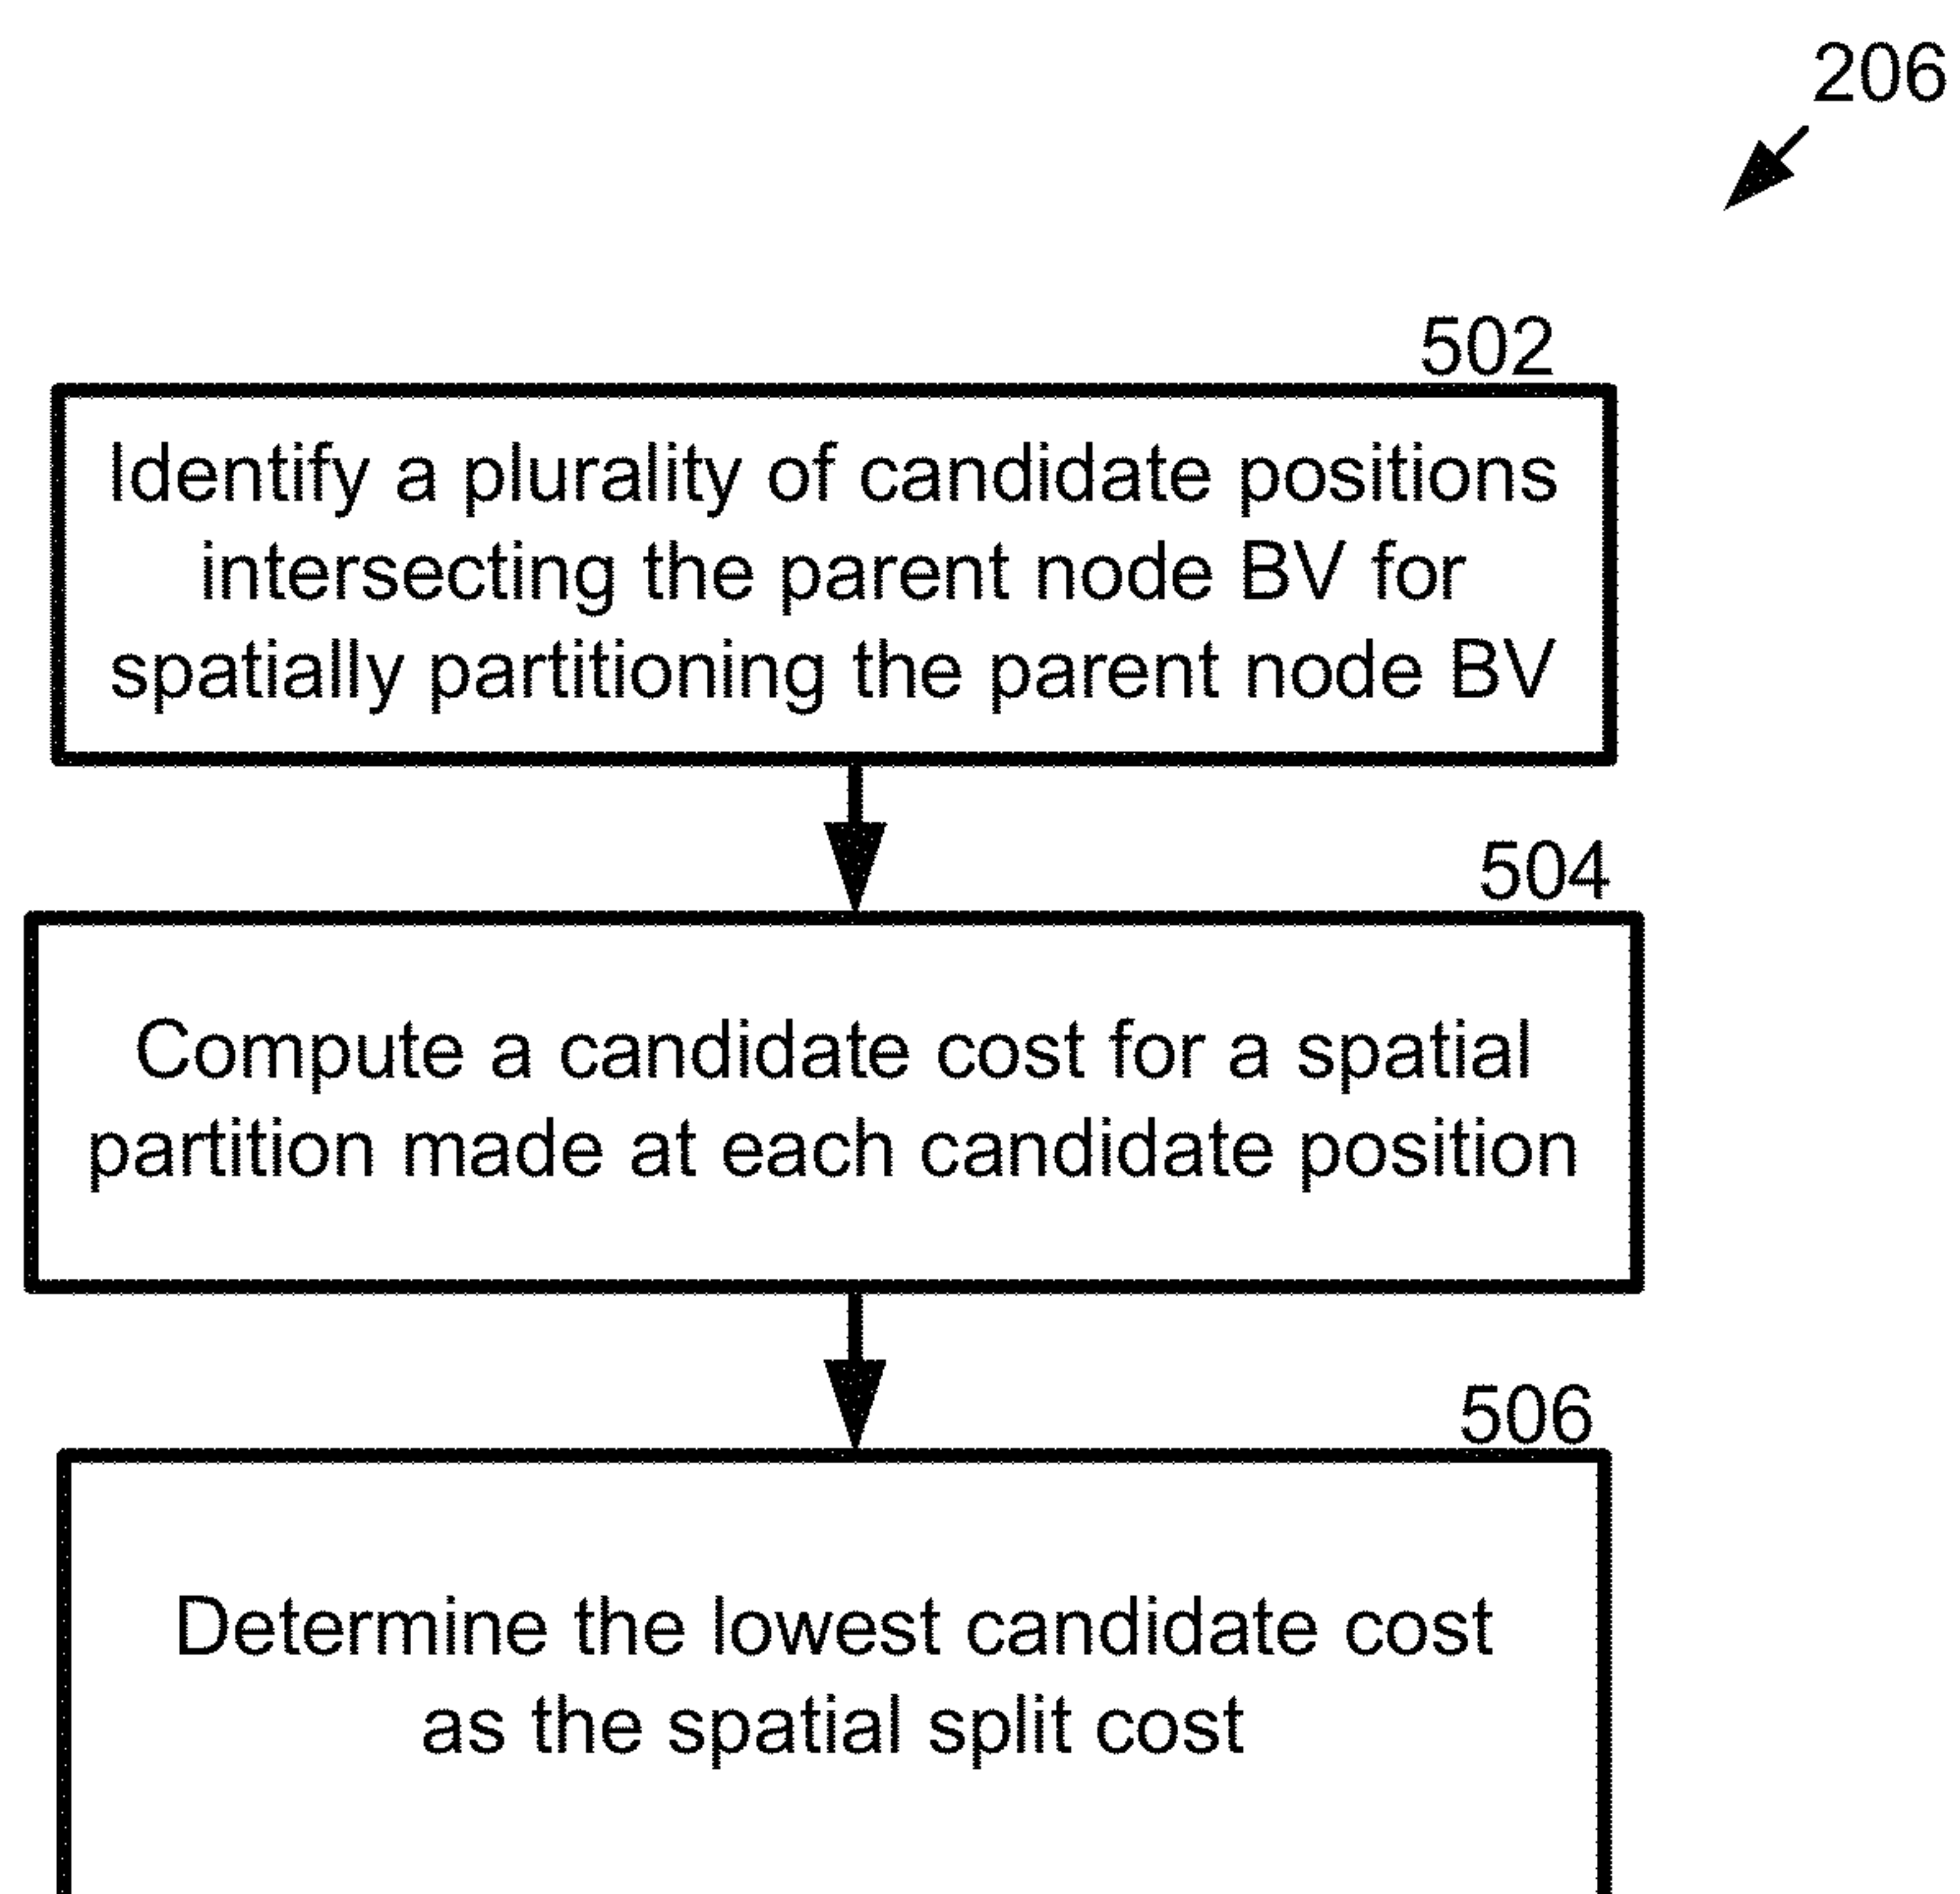 206
502
Identify a plurality of candidate positions
intersecting the parent node BV for
spatially partitioning the parent node BV
504
Compute a candidate cost for a spatial
partition made at each candidate position
506
Determine the lowest candidate cost
as the spatial split cost